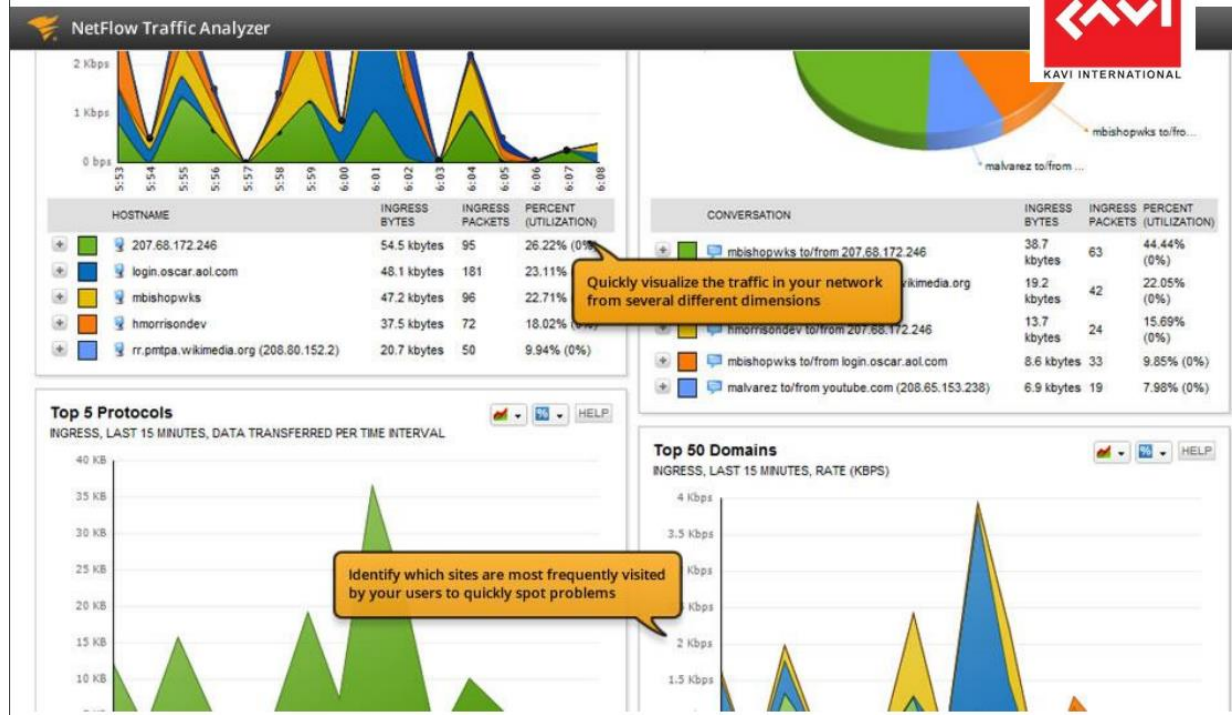 NetFlow Traffic Analyzer
KAVI
KAVI INTERNATIONAL
2 Kbps
1 Kbps
0 bps
5:53
5:54
5:55
5:56
5:57
5:58
5:59
6:00
6:01
6:02
6:03
6:04
6:05
6:06
6:07
6:08
HOSTNAME INGRESS BYTES INGRESS PACKETS PERCENT (UTILIZATION)
207.68.172.246 54.5 kbytes 95 26.22% (0%)
login.oscar.aol.com 48.1 kbytes 181 23.11%
mbishopwks 47.2 kbytes 96 22.71%
hmorrisondev 37.5 kbytes 72 18.02%
rr.pmtpa.wikimedia.org (208.80.152.2) 20.7 kbytes 50 9.94% (0%)
mbishopwks to/fro...
malvarez to/from ...
CONVERSATION INGRESS BYTES INGRESS PACKETS PERCENT (UTILIZATION)
mbishopwks to/from 207.68.172.246 38.7 kbytes 63 44.44% (0%)
kimedia.org 19.2 kbytes 42 22.05% (0%)
hmorrisondev to/from 207.68.172.246 13.7 kbytes 24 15.69% (0%)
mbishopwks to/from login.oscar.aol.com 8.6 kbytes 33 9.85% (0%)
malvarez to/from youtube.com (208.65.153.238) 6.9 kbytes 19 7.98% (0%)
Quickly visualize the traffic in your network
from several different dimensions
Top 5 Protocols HELP
INGRESS, LAST 15 MINUTES, DATA TRANSFERRED PER TIME INTERVAL
40 KB
35 KB
30 KB
25 KB
20 KB
15 KB
10 KB
Identify which sites are most frequently visited
by your users to quickly spot problems
Top 50 Domains HELP
INGRESS, LAST 15 MINUTES, RATE (KBPS)
4 Kbps
3.5 Kbps
Kbps
Kbps
2 Kbps
1.5 Kbps